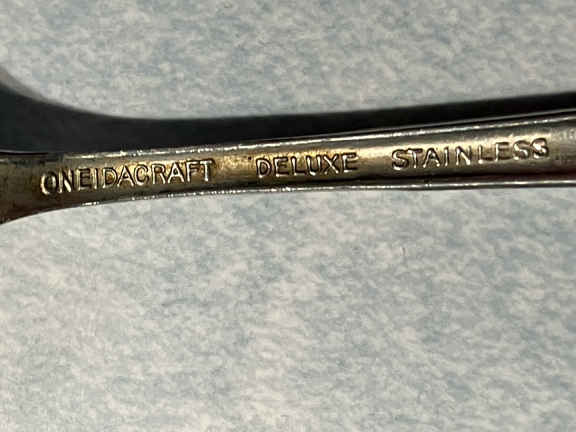 ONEIDACRAFT DELUXE STAINLESS